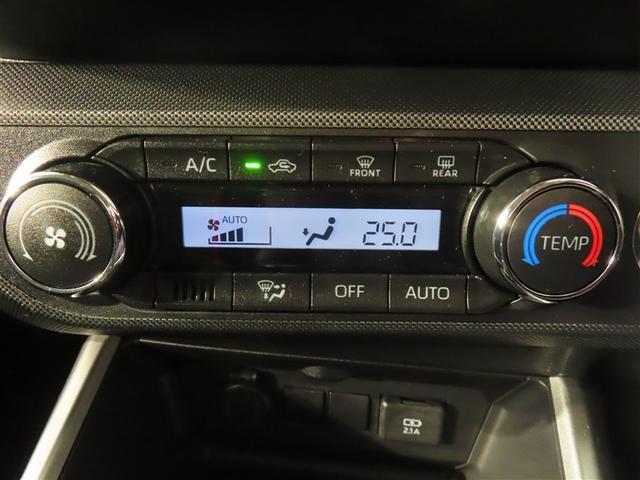 A/C
FRONT
REAR
AUTO
25.0
TEMP
OFF
AUTO
2.1A